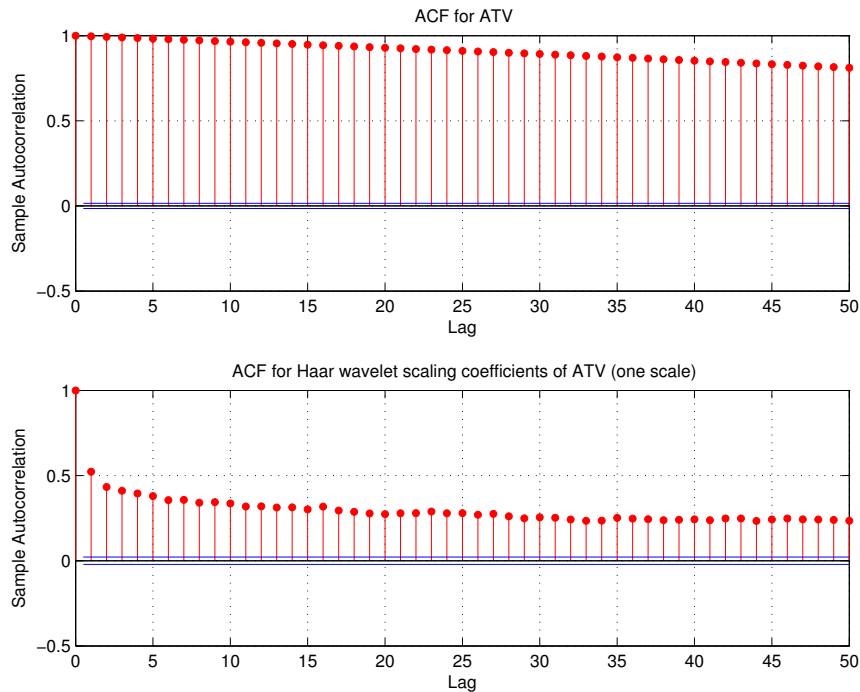 ACF for ATV
1
0.5
0
−0.5
Sample Autocorrelation
0 5 10 15 20 25 30 35 40 45 50
Lag
ACF for Haar wavelet scaling coefficients of ATV (one scale)
1
0.5
0
−0.5
Sample Autocorrelation
0 5 10 15 20 25 30 35 40 45 50
Lag